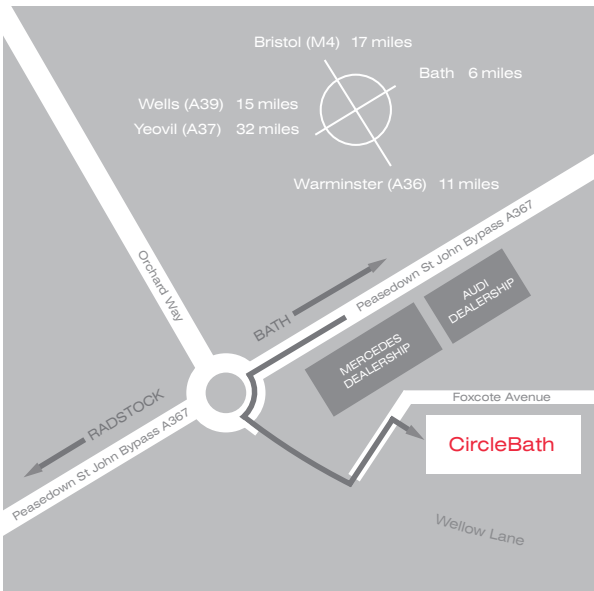 Bristol (M4) 17 miles
Bath 6 miles
Wells (A39) 15 miles
Yeovil (A37) 32 miles
Warminster (A36) 11 miles
Peasedown St John Bypass A367
Orchard Way
AUDI
DEALERSHIP
BATH
MERCEDES
DEALERSHIP
RADSTOCK
Foxcote Avenue
Peasedown St John Bypass A367
CircleBath
Wellow Lane